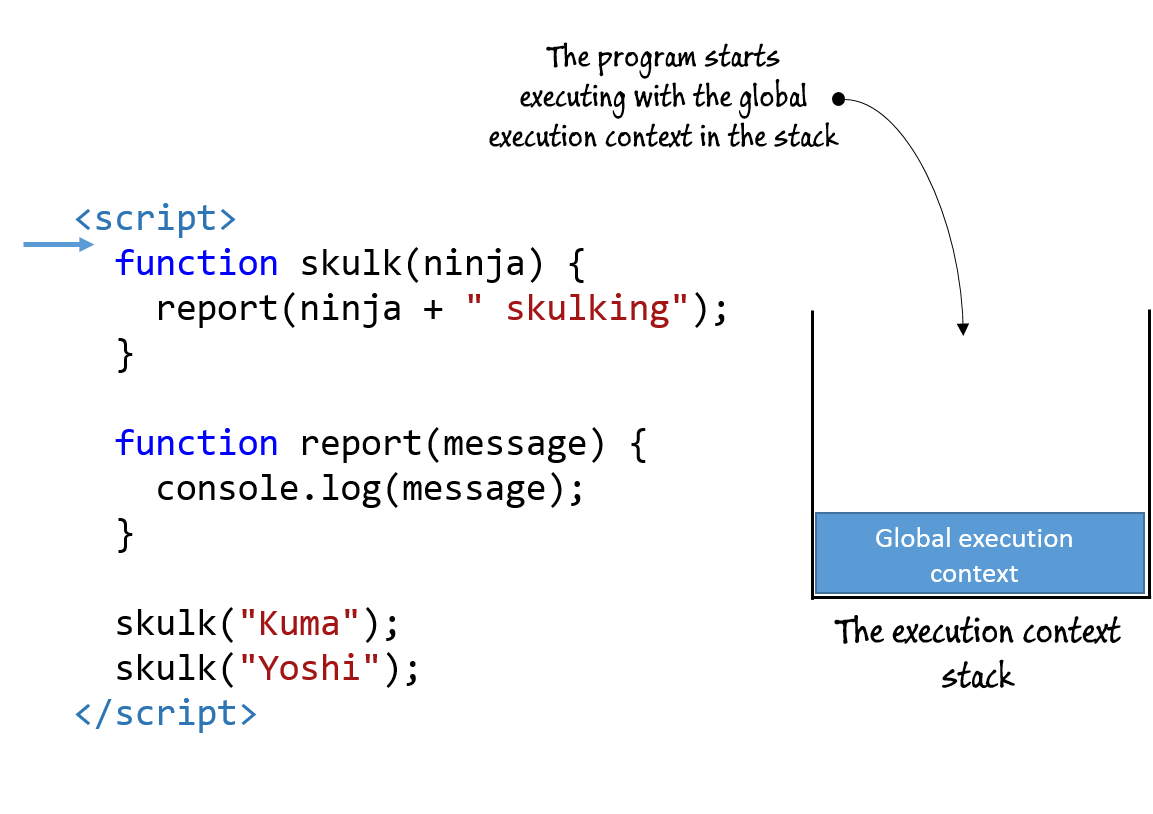 The program starts
executing with the global
execution context in the stack
<script>
function skulk(ninja) {
report(ninja + " skulking");
}
function report(message) {
console.log(message);
}
skulk("Kuma");
skulk("Yoshi");
</script>
Global execution
context
The execution context
stack